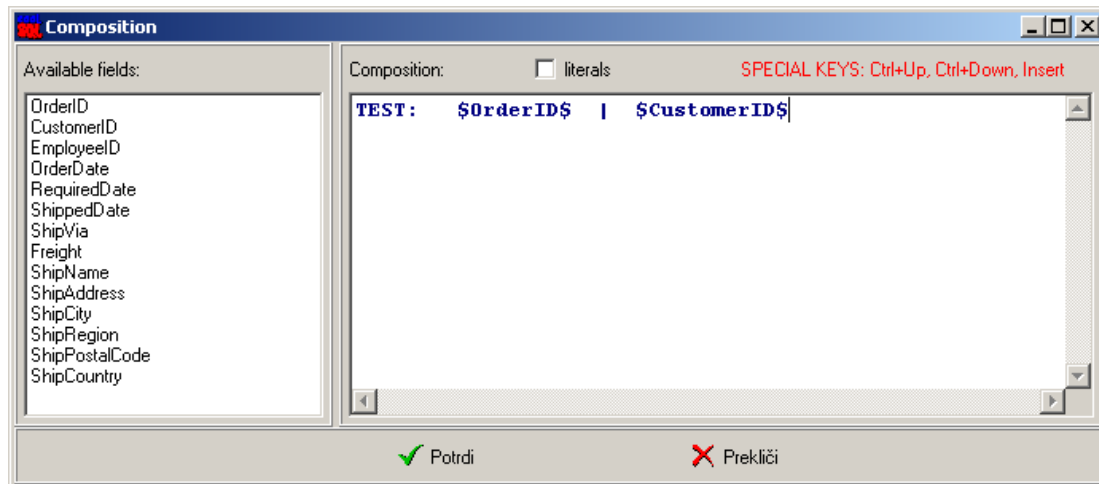 Composition
Available fields:
OrderID
CustomerID
EmployeeID
OrderDate
RequiredDate
ShippedDate
ShipVia
Freight
ShipName
ShipAddress
ShipCity
ShipRegion
ShipPostalCode
ShipCountry
Composition: literals SPECIAL KEYS: Ctrl+Up, Ctrl+Down, Insert
TEST: $OrderID$ | $CustomerID$
Potrdi Prekliči